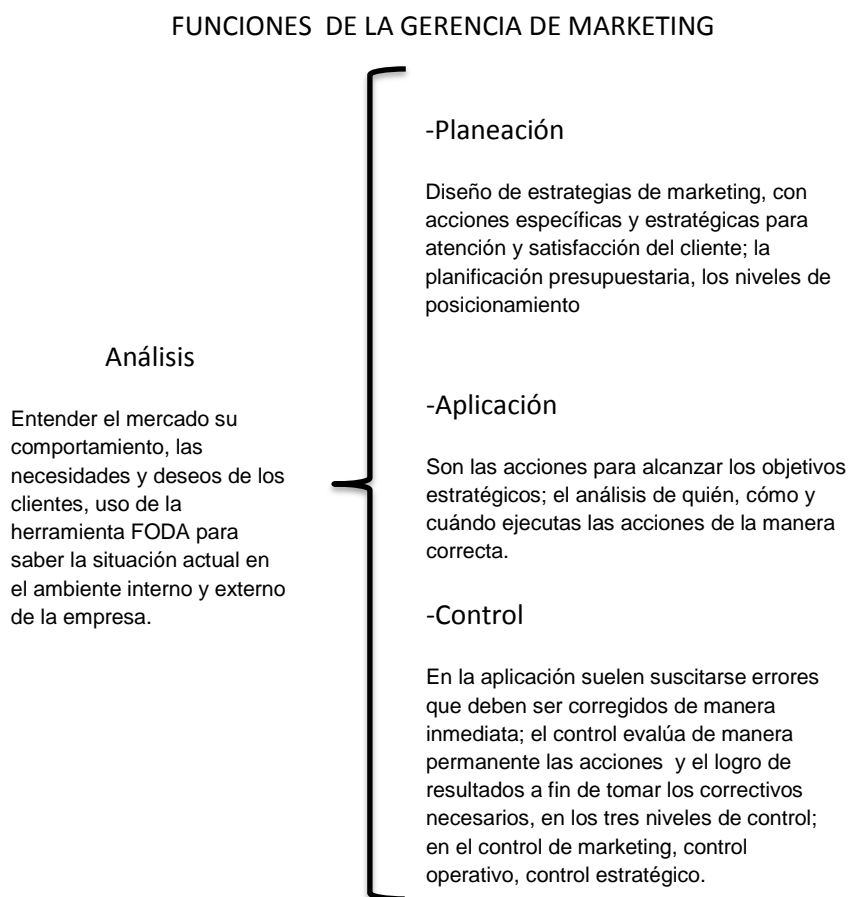 FUNCIONES  DE LA GERENCIA DE MARKETING
Análisis
Entender el mercado su
comportamiento, las
necesidades y deseos de los
clientes, uso de la
herramienta FODA para
saber la situación actual en
el ambiente interno y externo
de la empresa.
-Planeación
Diseño de estrategias de marketing, con
acciones específicas y estratégicas para
atención y satisfacción del cliente; la
planificación presupuestaria, los niveles de
posicionamiento
-Aplicación
Son las acciones para alcanzar los objetivos
estratégicos; el análisis de quién, cómo y
cuándo ejecutas las acciones de la manera
correcta.
-Control
En la aplicación suelen suscitarse errores
que deben ser corregidos de manera
inmediata; el control evalúa de manera
permanente las acciones  y el logro de
resultados a fin de tomar los correctivos
necesarios, en los tres niveles de control;
en el control de marketing, control
operativo, control estratégico.